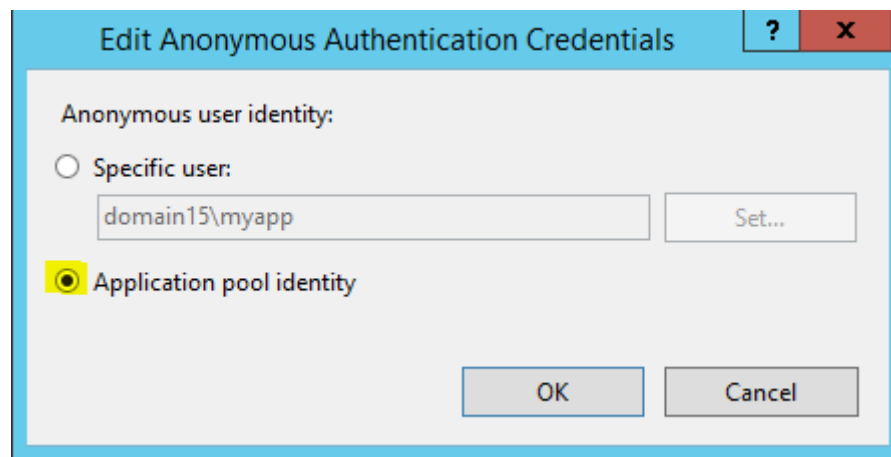 Edit Anonymous Authentication Credentials ? x
Anonymous user identity:
Specific user:
domain15\myapp Set...
Application pool identity
OK Cancel